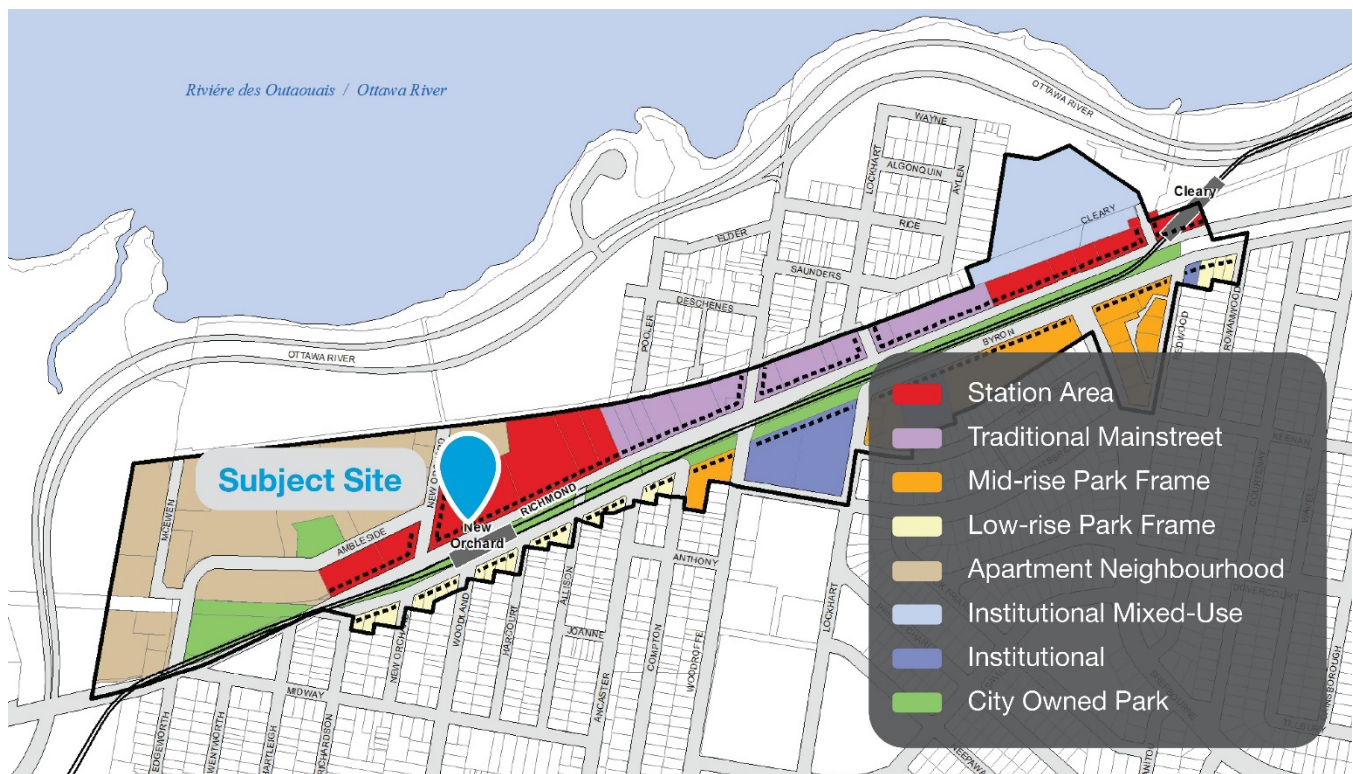 Riviére des Outaouais / Ottawa River
OTTAWA RIVER
WAYNE
LOCKHART
ALGONQUIN
AYLEN
Cleary
CLEARY
RICE
ELDER
SAUNDERS
DESCHENES
POOLER
OTTAWA RIVER
ROWANWOOD
BYRON
Station Area
Traditional Mainstreet
Mid-rise Park Frame
Low-rise Park Frame
Apartment Neighbourhood
Institutional Mixed-Use
Institutional
City Owned Park
Subject Site
NEW ORCHARD
RICHMOND
New
Orchard
MCEWEN
AMBLESIDE
ANTHONY
ALLISON
HARCOURT
WOODLAND
JOANNE
COMPTON
WOODROFFE
LOCKHART
MIDWAY
ANCASTER
RICHARDSON
HARTLEIGH
WENTWORTH
EDGEWORTH
KEENAN